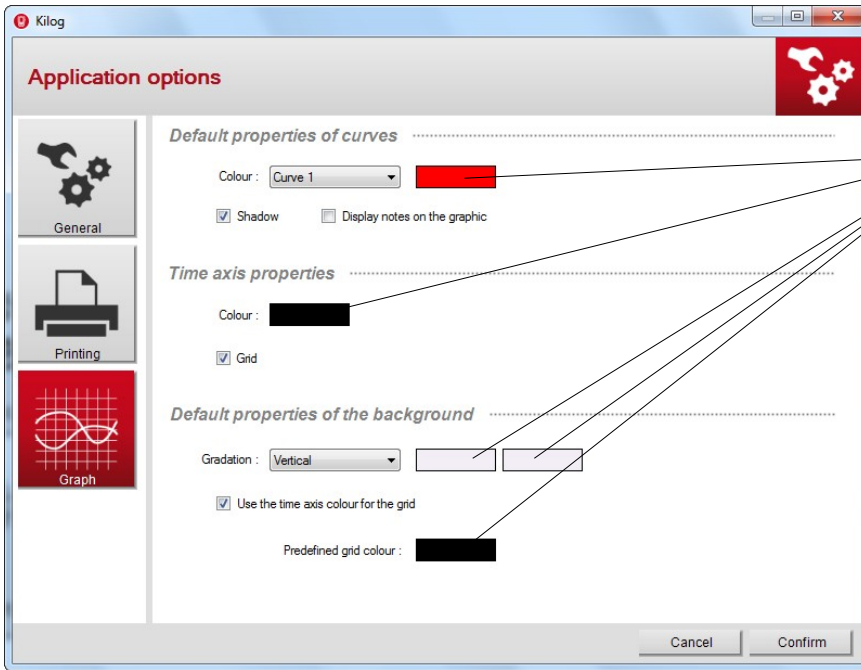 Kilog
Application options
General
Printing
Graph
Default properties of curves
Colour : Curve 1
Shadow Display notes on the graphic
Time axis properties
Colour :
Grid
Default properties of the background
Gradation : Vertical
Use the time axis colour for the grid
Predefined grid colour :
Cancel Confirm